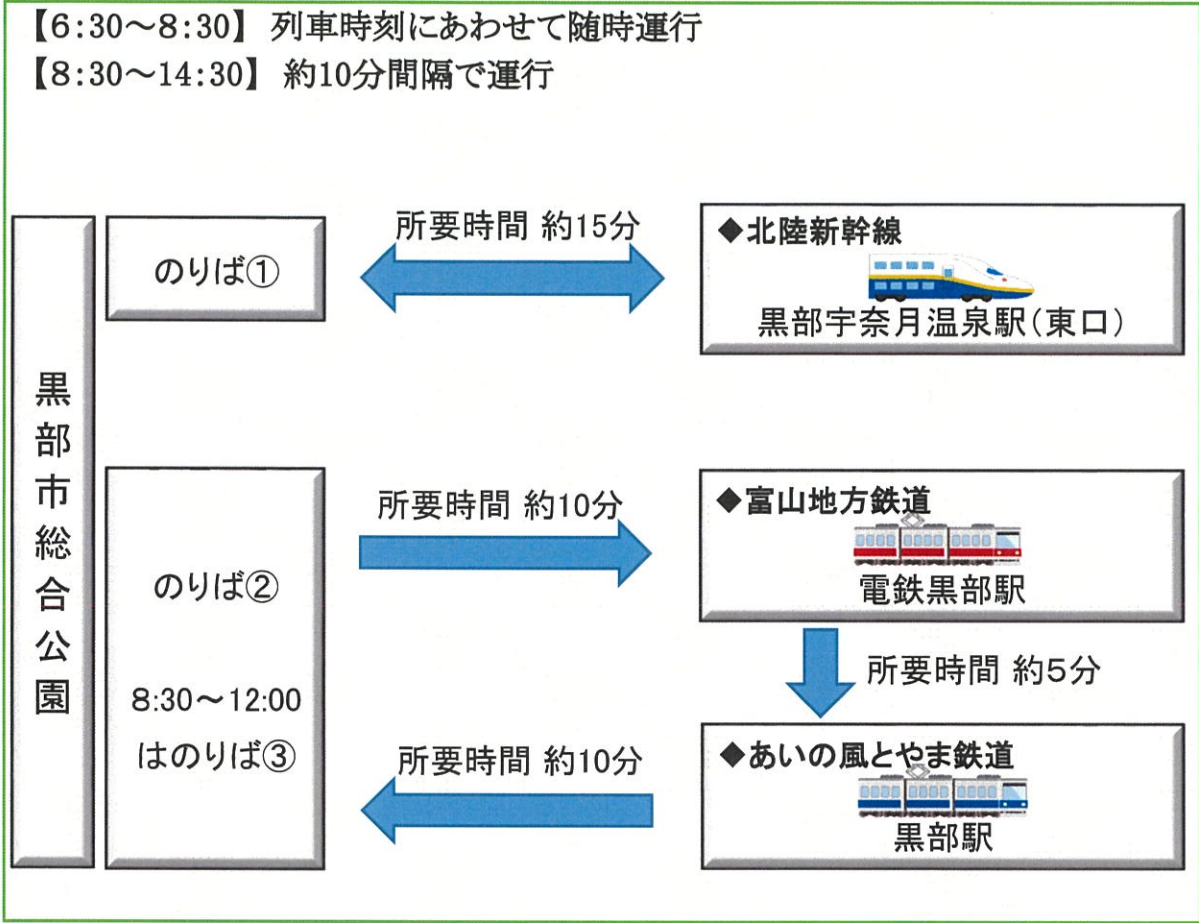 【6:30～8:30】 列車時刻にあわせて随時運行
【8:30～14:30】 約10分間隔で運行
黒部市総合公園
のりば①
所要時間 約15分
◆北陸新幹線
黒部宇奈月温泉駅(東口)
のりば②
8:30～12:00
はのりば③
所要時間 約10分
◆富山地方鉄道
電鉄黒部駅
所要時間 約5分
所要時間 約10分
◆あいの風とやま鉄道
黒部駅